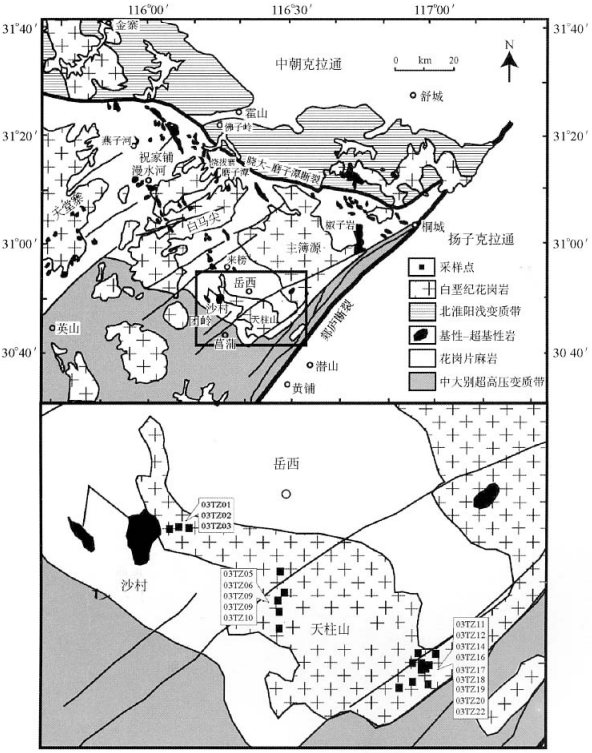 116°00′
116°30′
117°00′
31°40′
31°40′
金寨
中朝克拉通
0 km 20
N
舒城
霍山
佛子岭
31°20′
31°20′
燕子河
祝家铺
漫水河
饶拔寨
磨子潭
晓天-磨子潭断裂
天堂寨
白马尖
椒子岩
桐城
主簿源
扬子克拉通
31°00′
31°00′
来榜
岳西
沙村
天柱山
团岭
菖蒲
英山
郯庐断裂
潜山
黄铺
30°40′
30°40′
采样点
白垩纪花岗岩
北淮阳浅变质带
基性-超基性岩
花岗片麻岩
中大别超高压变质带
岳西
03TZ01
03TZ02
03TZ03
沙村
03TZ05
03TZ06
03TZ09
03TZ09
03TZ10
天柱山
03TZ11
03TZ12
03TZ14
03TZ16
03TZ17
03TZ18
03TZ19
03TZ20
03TZ22